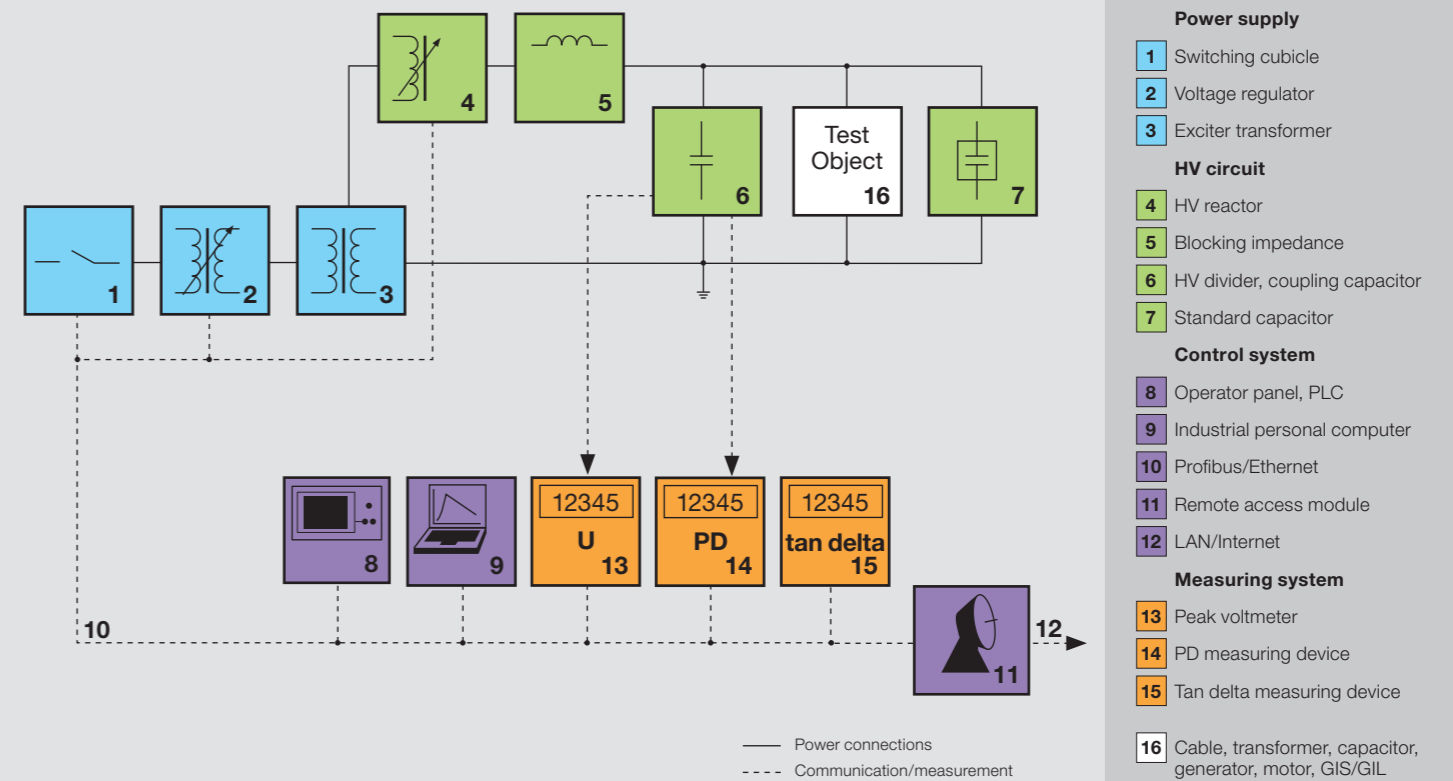 4
5
6
Test
Object
16
7
1
2
3
8
9
12345
U
13
12345
PD
14
12345
tan delta
15
10
11
12
Power connections
Communication/measurement
Power supply
1 Switching cubicle
2 Voltage regulator
3 Exciter transformer
HV circuit
4 HV reactor
5 Blocking impedance
6 HV divider, coupling capacitor
7 Standard capacitor
Control system
8 Operator panel, PLC
9 Industrial personal computer
10 Profibus/Ethernet
11 Remote access module
12 LAN/Internet
Measuring system
13 Peak voltmeter
14 PD measuring device
15 Tan delta measuring device
16 Cable, transformer, capacitor,
generator, motor, GIS/GIL